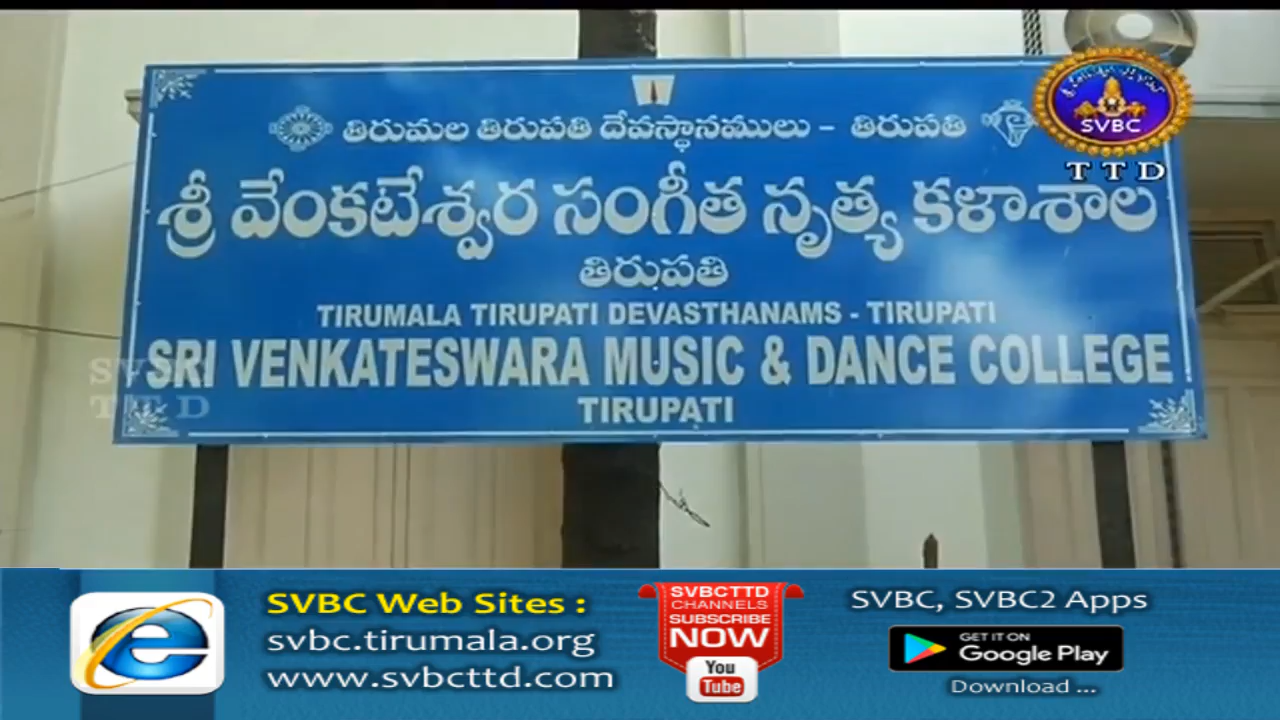 తిరుమల తిరుపతి దేవస్థానములు - తిరుపతి
శ్రీ వేంకటేశ్వర సంగీత నృత్య కళాశాల
తిరుపతి
TIRUMALA TIRUPATI DEVASTHANAMS - TIRUPATI
SRI VENKATESWARA MUSIC & DANCE COLLEGE
TIRUPATI
SVBC
TTD
SVBC
TTD
SVBC Web Sites :
svbc.tirumala.org
www.svbcttd.com
SVBCTTD
CHANNELS
SUBSCRIBE
NOW
You
Tube
SVBC, SVBC2 Apps
GET IT ON
Google Play
Download ...